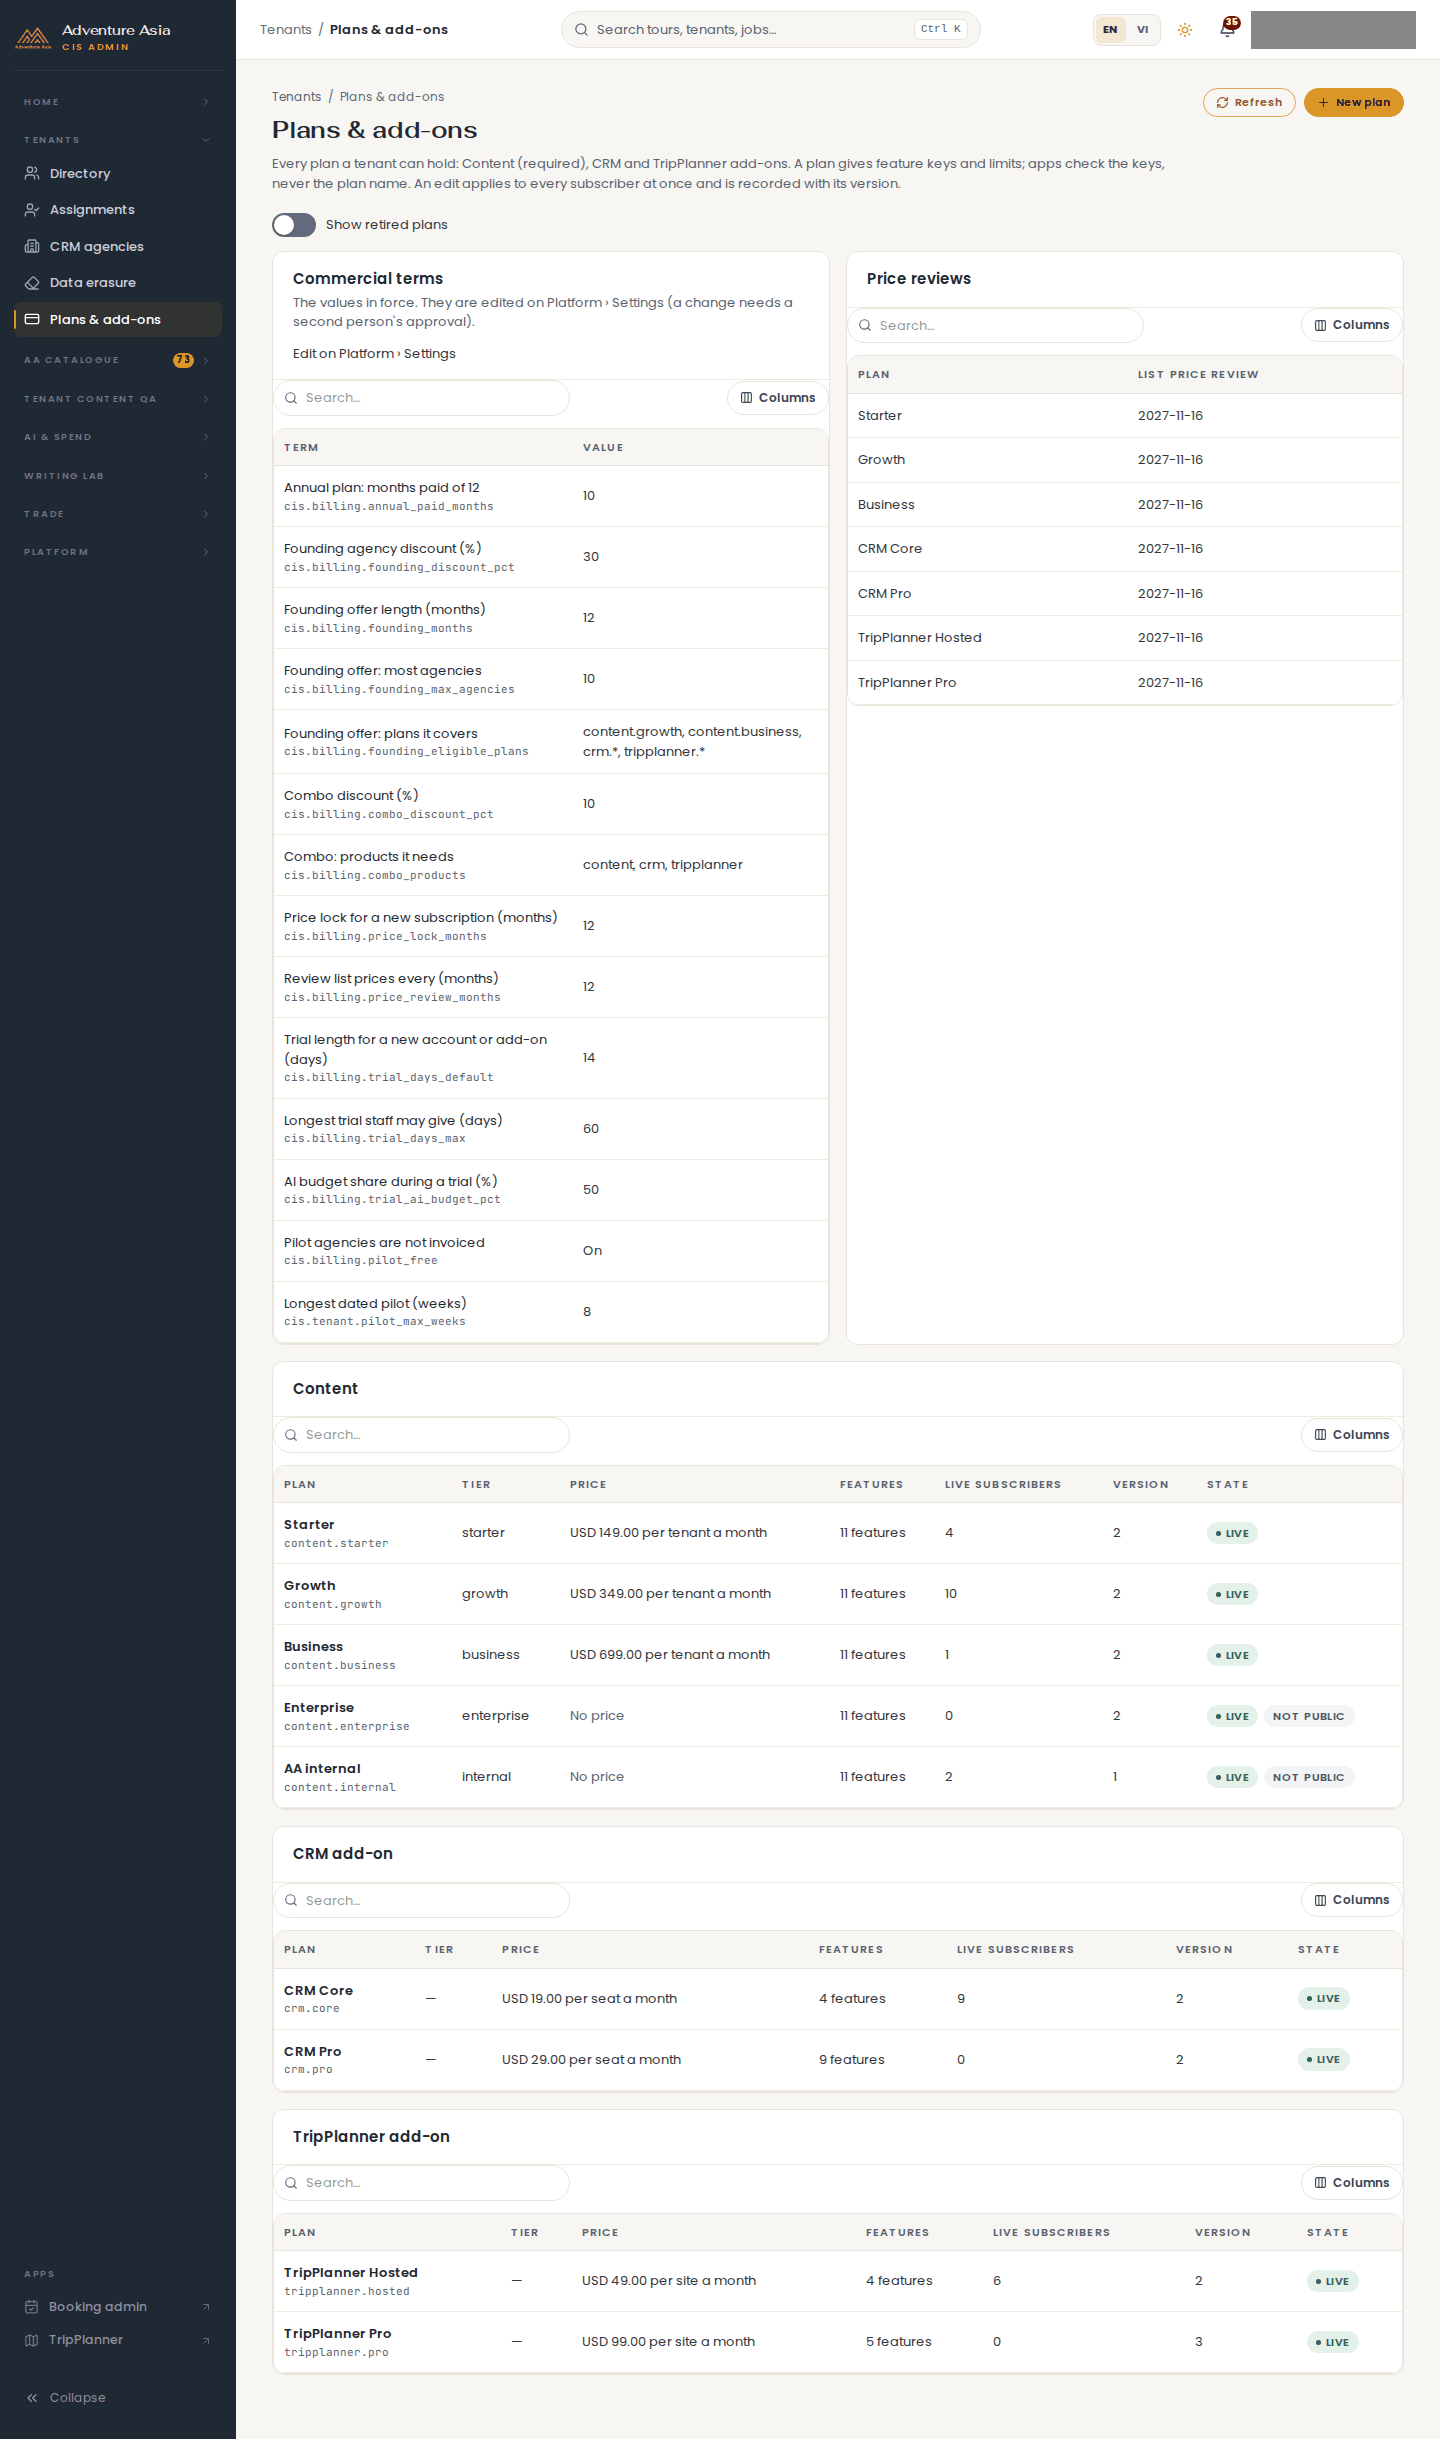 Adventure Asia
CIS ADMIN
Adventure Asia
HOME
TENANTS
Directory
Assignments
CRM agencies
Data erasure
Plans & add-ons
AA CATALOGUE 73
TENANT CONTENT QA
AI & SPEND
WRITING LAB
TRADE
PLATFORM
APPS
Booking admin
TripPlanner
Collapse
Tenants / Plans & add-ons
Search tours, tenants, jobs…
Ctrl K
EN VI
35
Tenants / Plans & add-ons
Refresh
New plan
Plans & add-ons
Every plan a tenant can hold: Content (required), CRM and TripPlanner add-ons. A plan gives feature keys and limits; apps check the keys,
never the plan name. An edit applies to every subscriber at once and is recorded with its version.
Show retired plans
Commercial terms
The values in force. They are edited on Platform › Settings (a change needs a
second person's approval).
Edit on Platform › Settings
Search…
Columns
TERM VALUE
Annual plan: months paid of 12
cis.billing.annual_paid_months
10
Founding agency discount (%)
cis.billing.founding_discount_pct
30
Founding offer length (months)
cis.billing.founding_months
12
Founding offer: most agencies
cis.billing.founding_max_agencies
10
Founding offer: plans it covers
cis.billing.founding_eligible_plans
content.growth, content.business,
crm.*, tripplanner.*
Combo discount (%)
cis.billing.combo_discount_pct
10
Combo: products it needs
cis.billing.combo_products
content, crm, tripplanner
Price lock for a new subscription (months)
cis.billing.price_lock_months
12
Review list prices every (months)
cis.billing.price_review_months
12
Trial length for a new account or add-on
(days)
cis.billing.trial_days_default
14
Longest trial staff may give (days)
cis.billing.trial_days_max
60
AI budget share during a trial (%)
cis.billing.trial_ai_budget_pct
50
Pilot agencies are not invoiced
cis.billing.pilot_free
On
Longest dated pilot (weeks)
cis.tenant.pilot_max_weeks
8
Price reviews
Search…
Columns
PLAN LIST PRICE REVIEW
Starter 2027-11-16
Growth 2027-11-16
Business 2027-11-16
CRM Core 2027-11-16
CRM Pro 2027-11-16
TripPlanner Hosted 2027-11-16
TripPlanner Pro 2027-11-16
Content
Search…
Columns
PLAN TIER PRICE FEATURES LIVE SUBSCRIBERS VERSION STATE
Starter
content.starter
starter USD 149.00 per tenant a month 11 features 4 2 LIVE
Growth
content.growth
growth USD 349.00 per tenant a month 11 features 10 2 LIVE
Business
content.business
business USD 699.00 per tenant a month 11 features 1 2 LIVE
Enterprise
content.enterprise
enterprise No price 11 features 0 2 LIVE NOT PUBLIC
AA internal
content.internal
internal No price 11 features 2 1 LIVE NOT PUBLIC
CRM add-on
Search…
Columns
PLAN TIER PRICE FEATURES LIVE SUBSCRIBERS VERSION STATE
CRM Core
crm.core
— USD 19.00 per seat a month 4 features 9 2 LIVE
CRM Pro
crm.pro
— USD 29.00 per seat a month 9 features 0 2 LIVE
TripPlanner add-on
Search…
Columns
PLAN TIER PRICE FEATURES LIVE SUBSCRIBERS VERSION STATE
TripPlanner Hosted
tripplanner.hosted
— USD 49.00 per site a month 4 features 6 2 LIVE
TripPlanner Pro
tripplanner.pro
— USD 99.00 per site a month 5 features 0 3 LIVE